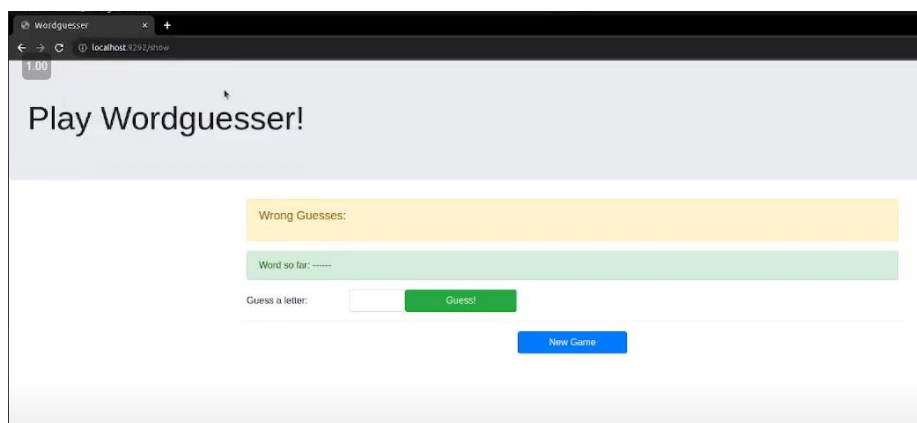 Wordguesser × +
localhost:9292/show
1.00
Play Wordguesser!
Wrong Guesses:
Word so far: ------
Guess a letter: Guess!
New Game